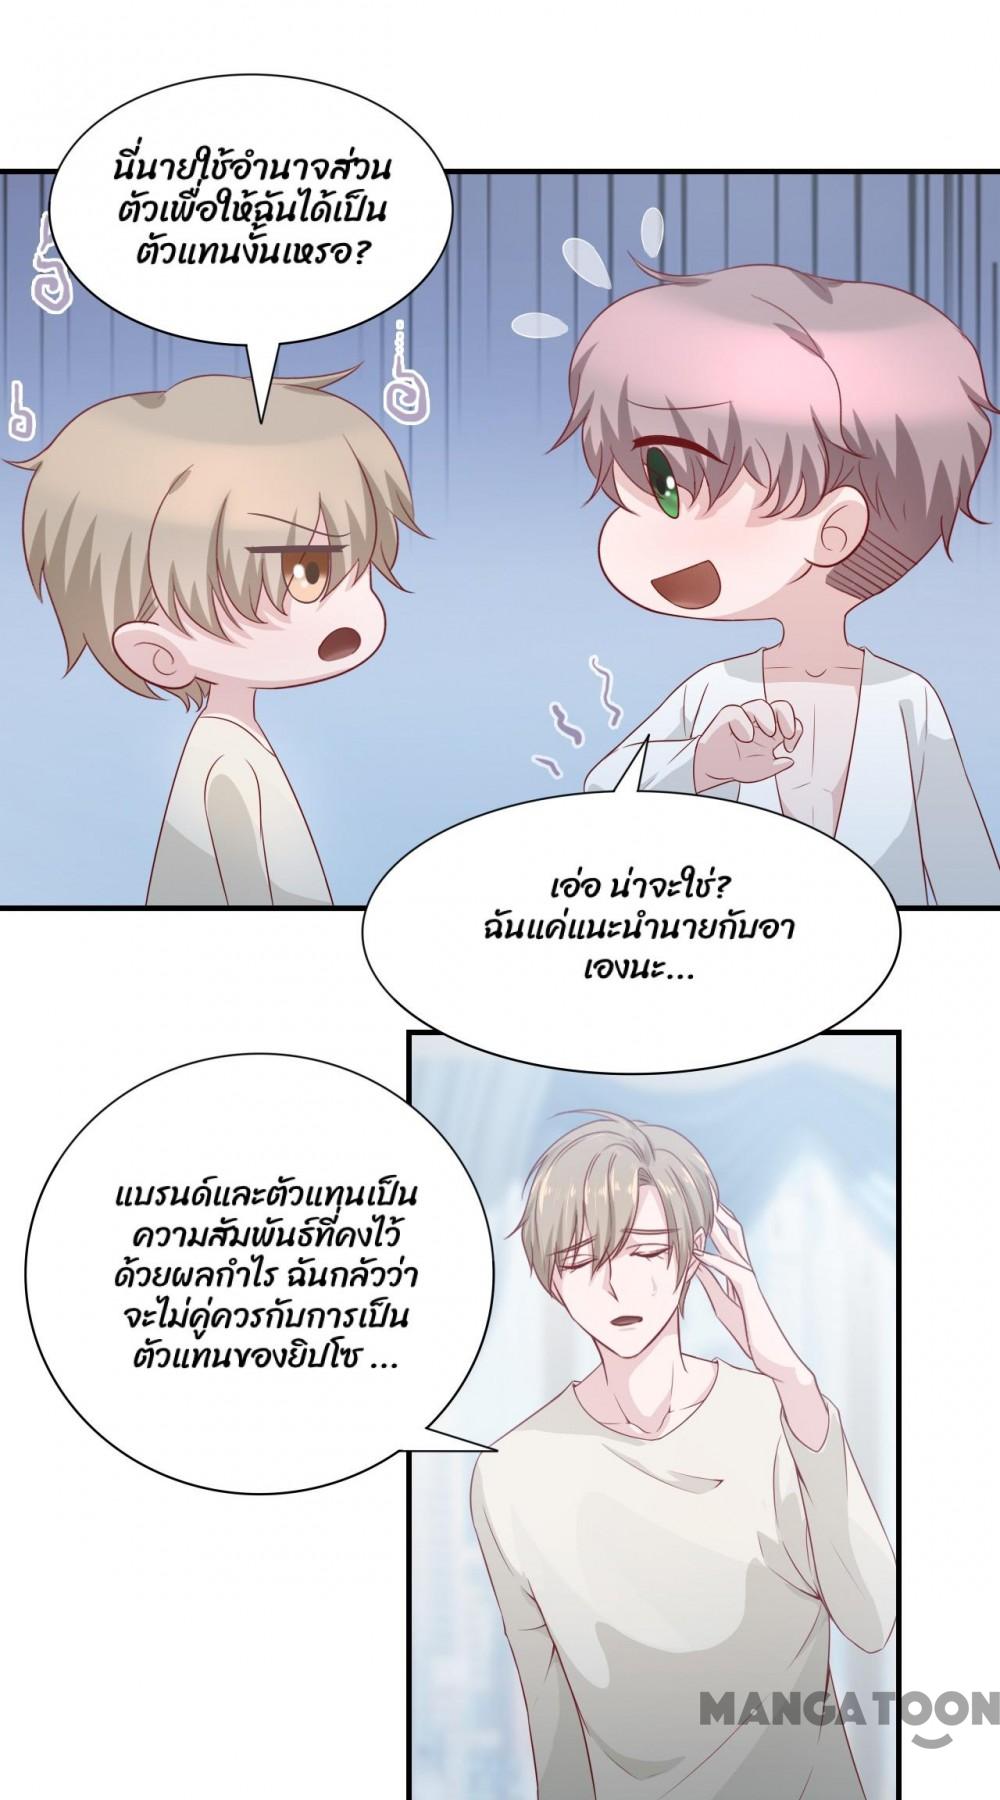 นี่นายใช้อำนาจส่วน
ตัวเพื่อให้ฉันได้เป็น
ตัวแทนงั้นเหรอ?
เอ่อ น่าจะใช่?
ฉันแค่แนะนำนายกับอา
เองนะ...
แบรนด์และตัวแทนเป็น
ความสัมพันธ์ที่คงไว้
ด้วยผลกำไร ฉันกลัวว่า
จะไม่คู่ควรกับการเป็น
ตัวแทนของยิปโซ ...
MANGATOON